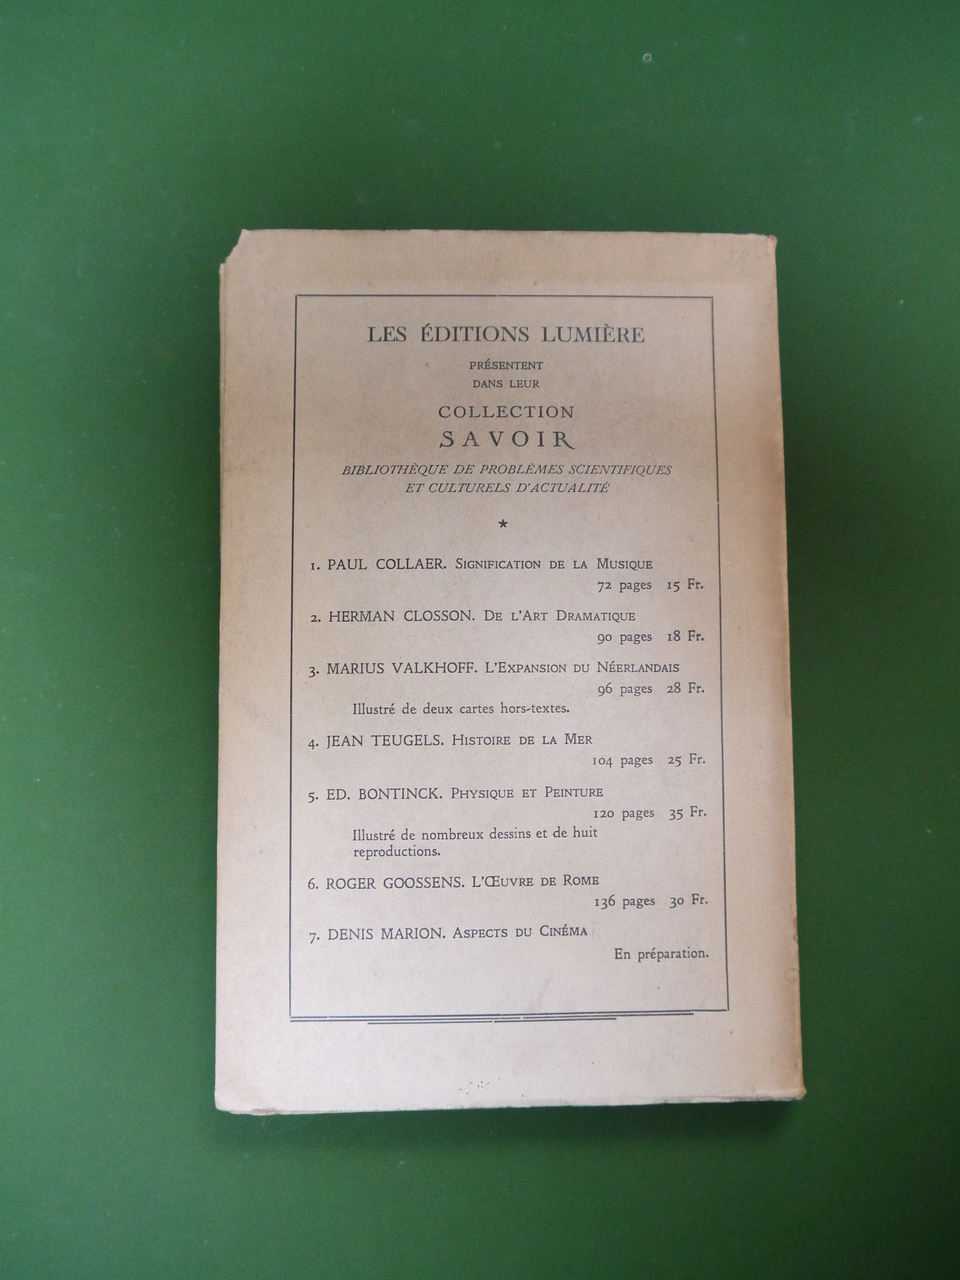 LES ÉDITIONS LUMIÈRE
PRÉSENTENT
DANS LEUR
COLLECTION
SAVOIR
BIBLIOTHÈQUE DE PROBLÈMES SCIENTIFIQUES
ET CULTURELS D'ACTUALITÉ
★
1. PAUL COLLAER. SIGNIFICATION DE LA MUSIQUE
72 pages 15 Fr.
2. HERMAN CLOSSON. DE L'ART DRAMATIQUE
90 pages 18 Fr.
3. MARIUS VALKHOFF. L'EXPANSION DU NÉERLANDAIS
96 pages 28 Fr.
Illustré de deux cartes hors-textes.
4. JEAN TEUGELS. HISTOIRE DE LA MER
104 pages 25 Fr.
5. ED. BONTINCK. PHYSIQUE ET PEINTURE
120 pages 35 Fr.
Illustré de nombreux dessins et de huit
reproductions.
6. ROGER GOOSSENS. L'ŒUVRE DE ROME
136 pages 30 Fr.
7. DENIS MARION. ASPECTS DU CINÉMA
En préparation.